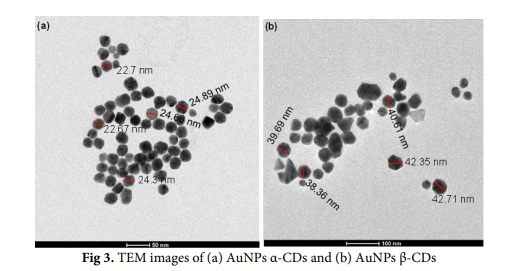 (a)
22.7 nm
24.89 nm
24.66 nm
22.67 nm
24.3 nm
50 nm
(b)
39.69 nm
40.61 nm
42.35 nm
38.36 nm
42.71 nm
100 nm
Fig 3. TEM images of (a) AuNPs α-CDs and (b) AuNPs β-CDs